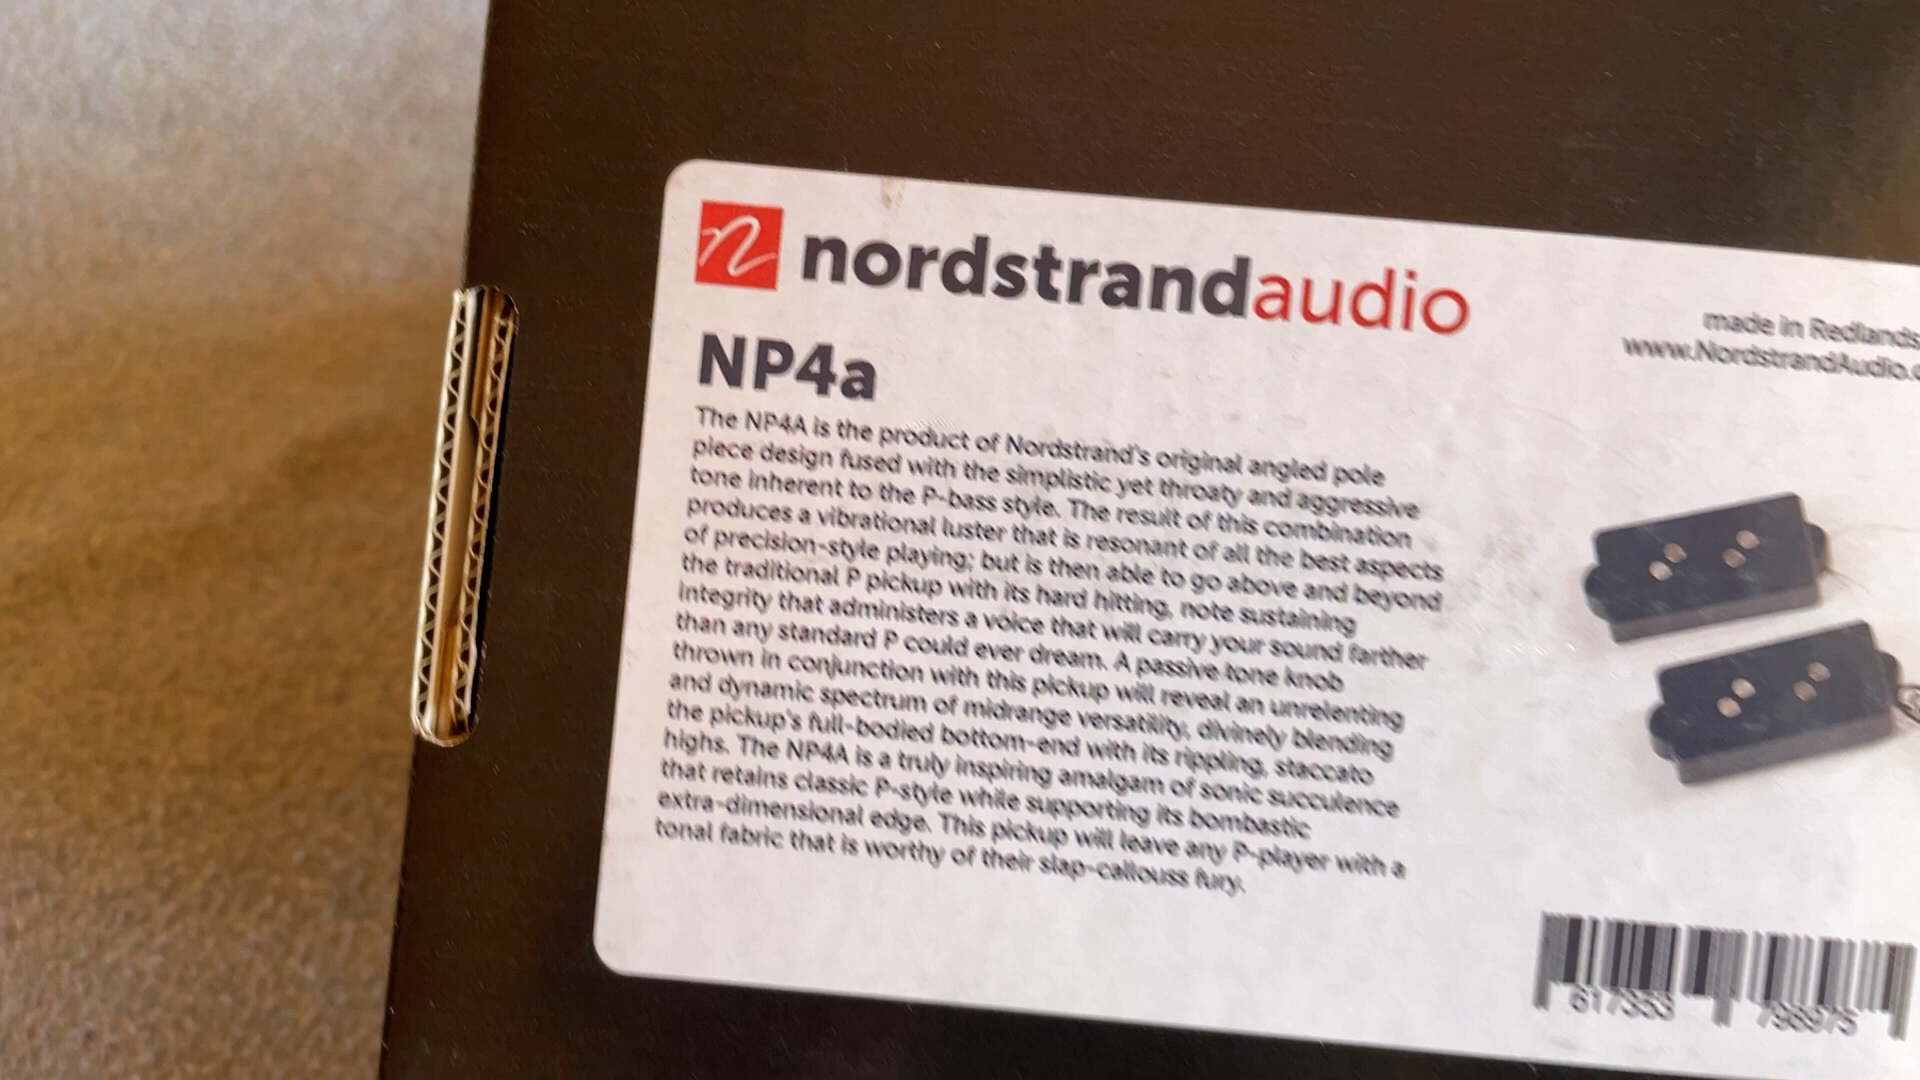 nordstrandaudio
NP4a
made in Redlands,
www.NordstrandAudio.c
The NP4A is the product of Nordstrand's original angled pole
piece design fused with the simplistic yet throaty and aggressive
tone inherent to the P-bass style. The result of this combination
produces a vibrational luster that is resonant of all the best aspects
of precision-style playing; but is then able to go above and beyond
the traditional P pickup with its hard hitting, note sustaining
integrity that administers a voice that will carry your sound farther
than any standard P could ever dream. A passive tone knob
thrown in conjunction with this pickup will reveal an unrelenting
and dynamic spectrum of midrange versatility, divinely blending
the pickup's full-bodied bottom-end with its rippling, staccato
highs. The NP4A is a truly inspiring amalgam of sonic succulence
that retains classic P-style while supporting its bombastic
extra-dimensional edge. This pickup will leave any P-player with a
tonal fabric that is worthy of their slap-callouss fury.
617353 798975